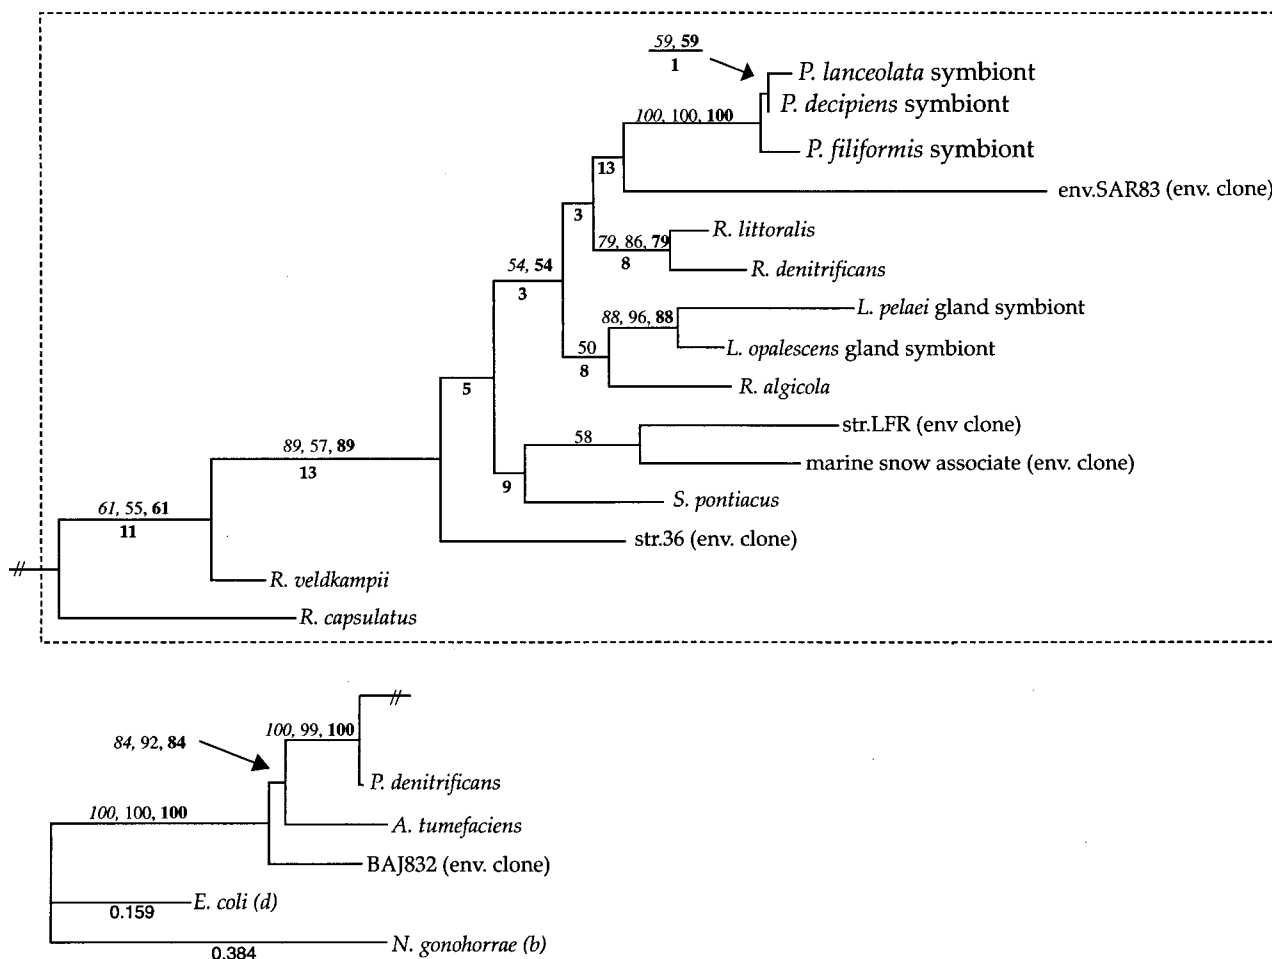 59, 59
1
P. lanceolata symbiont
P. decipiens symbiont
100, 100, 100
P. filiformis symbiont
13
env.SAR83 (env. clone)
3
R. littoralis
79, 86, 79
8
R. denitrificans
54, 54
3
L. pelaei gland symbiont
88, 96, 88
50
L. opalescens gland symbiont
8
R. algicola
5
str.LFR (env clone)
58
89, 57, 89
13
marine snow associate (env. clone)
9
S. pontiacus
61, 55, 61
11
str.36 (env. clone)
R. veldkampii
R. capsulatus
100, 99, 100
84, 92, 84
P. denitrificans
100, 100, 100
A. tumefaciens
BAJ832 (env. clone)
E. coli (d)
0.159
N. gonohorrae (b)
0.384